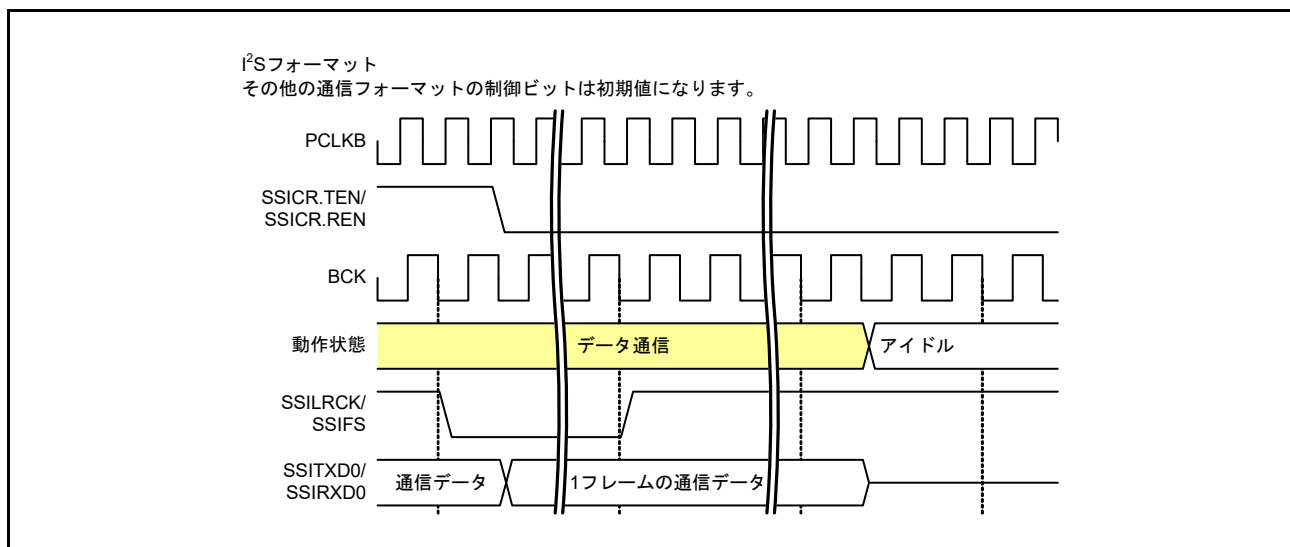 I²Sフォーマット
その他の通信フォーマットの制御ビットは初期値になります。
PCLKB
SSICR.TEN/
SSICR.REN
BCK
動作状態
データ通信
アイドル
SSILRCK/
SSIFS
SSITXD0/
SSIRXD0
通信データ
1フレームの通信データ